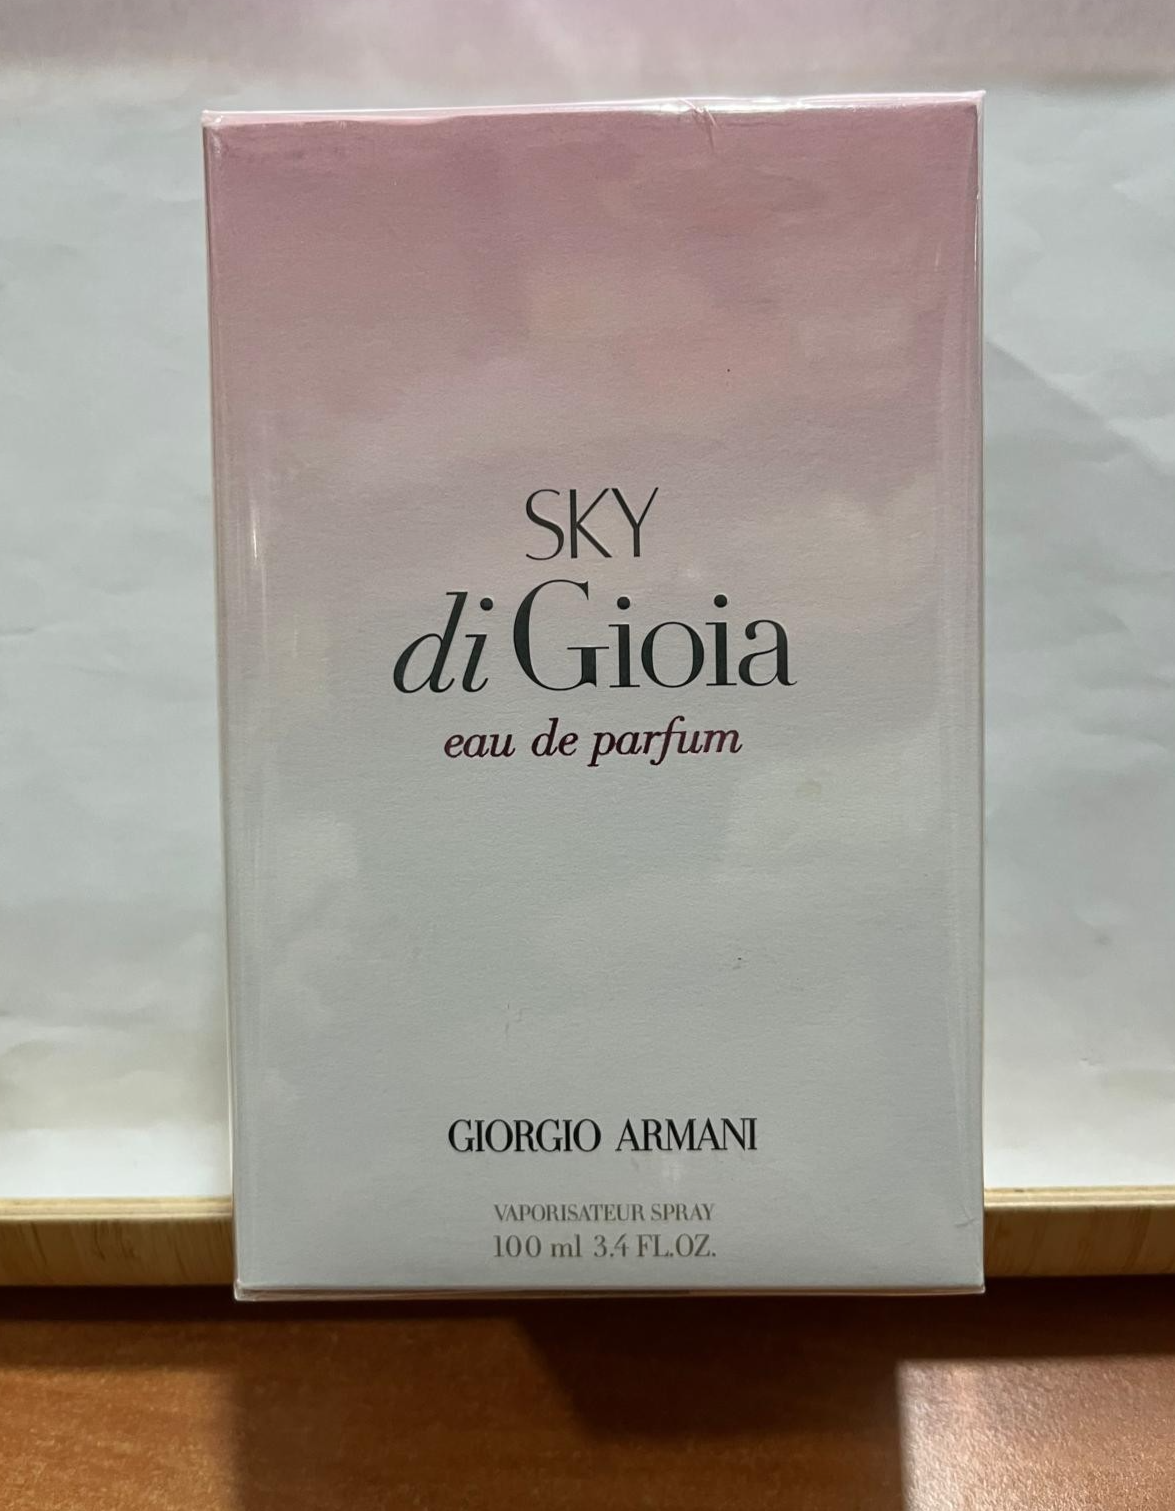 SKY
di Gioia
eau de parfum
GIORGIO ARMANI
VAPORISATEUR SPRAY
100 ml 3.4 FL.OZ.